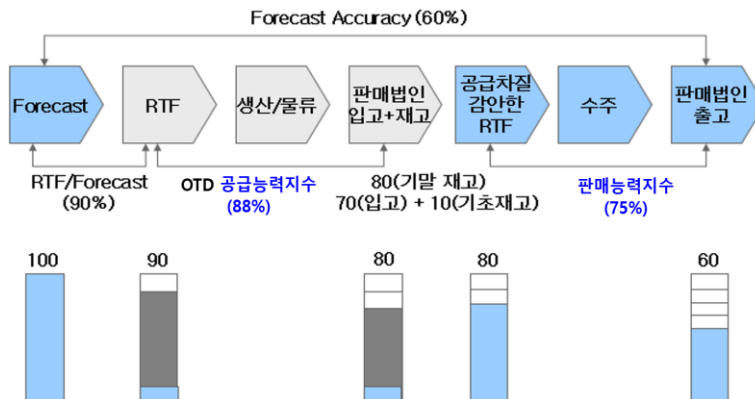 Forecast Accuracy (60%)
Forecast
RTF
생산/물류
판매법인
입고+재고
공급차질
감안한
RTF
수주
판매법인
출고
RTF/Forecast
(90%)
OTD 공급능력지수
(88%)
80(기말 재고)
70(입고) + 10(기초재고)
판매능력지수
(75%)
100
90
80
80
60